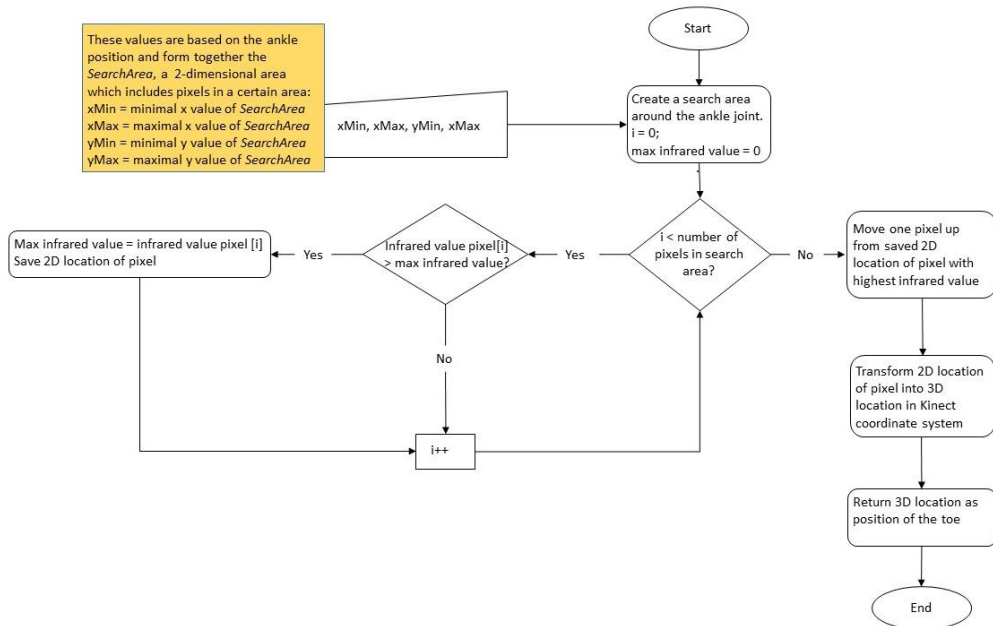 Start
These values are based on the ankle
position and form together the
SearchArea, a 2-dimensional area
which includes pixels in a certain area:
xMin = minimal x value of SearchArea
xMax = maximal x value of SearchArea
yMin = minimal y value of SearchArea
yMax = maximal y value of SearchArea
xMin, xMax, yMin, xMax
Create a search area
around the ankle joint.
i = 0;
max infrared value = 0
Max infrared value = infrared value pixel [i]
Save 2D location of pixel
Yes
Infrared value pixel[i]
> max infrared value?
Yes
i < number of
pixels in search
area?
No
Move one pixel up
from saved 2D
location of pixel with
highest infrared value
No
i++
Transform 2D location
of pixel into 3D
location in Kinect
coordinate system
Return 3D location as
position of the toe
End